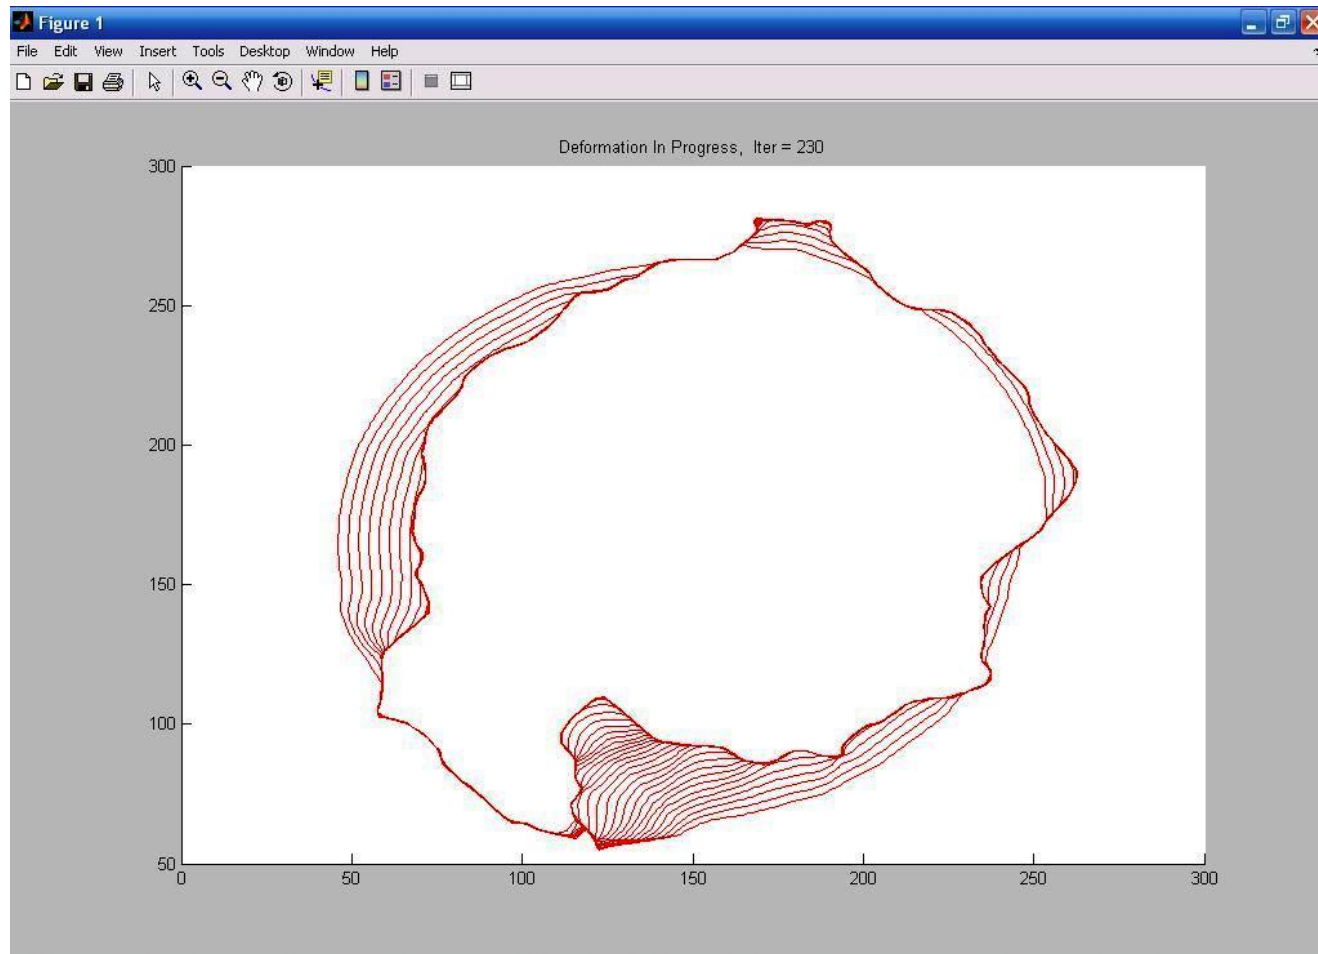 Figure 1
File Edit View Insert Tools Desktop Window Help
Deformation In Progress, Iter = 230
300
250
200
150
100
50
0 50 100 150 200 250 300